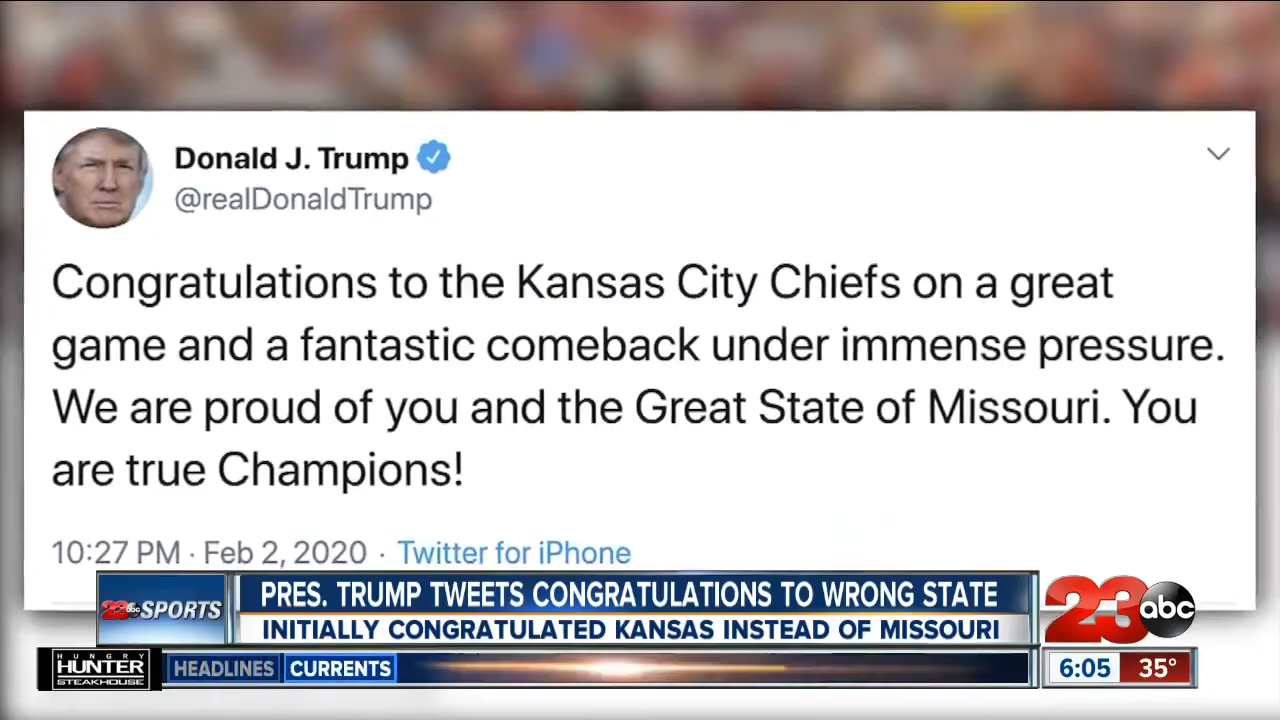 Donald J. Trump
@realDonaldTrump
Congratulations to the Kansas City Chiefs on a great
game and a fantastic comeback under immense pressure.
We are proud of you and the Great State of Missouri. You
are true Champions!
10:27 PM · Feb 2, 2020 · Twitter for iPhone
23 abc SPORTS
PRES. TRUMP TWEETS CONGRATULATIONS TO WRONG STATE
INITIALLY CONGRATULATED KANSAS INSTEAD OF MISSOURI
23 abc
HUNGRY
HUNTER
STEAKHOUSE
HEADLINES CURRENTS
6:05 35°